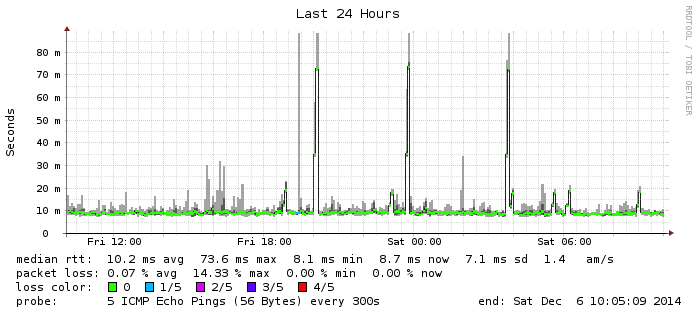 Last 24 Hours
RRDTOOL / TOBI OETIKER
Seconds
80 m
70 m
60 m
50 m
40 m
30 m
20 m
10 m
0
Fri 12:00 Fri 18:00 Sat 00:00 Sat 06:00
median rtt: 10.2 ms avg 73.6 ms max 8.1 ms min 8.7 ms now 7.1 ms sd 1.4 am/s
packet loss: 0.07 % avg 14.33 % max 0.00 % min 0.00 % now
loss color: 0 1/5 2/5 3/5 4/5
probe: 5 ICMP Echo Pings (56 Bytes) every 300s end: Sat Dec 6 10:05:09 2014